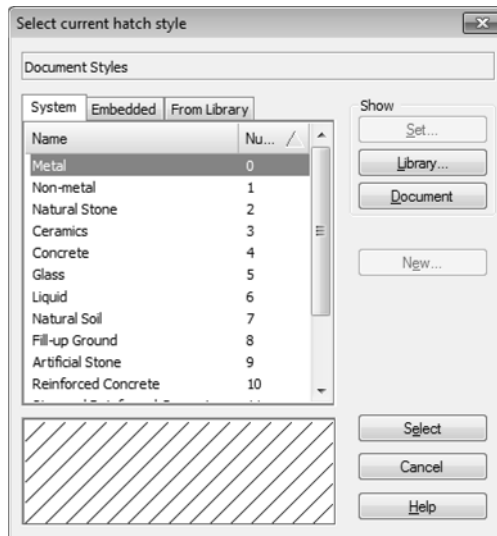 Select current hatch style
Document Styles
System Embedded From Library
Name Nu...
Metal 0
Non-metal 1
Natural Stone 2
Ceramics 3
Concrete 4
Glass 5
Liquid 6
Natural Soil 7
Fill-up Ground 8
Artificial Stone 9
Reinforced Concrete 10
Show
Set...
Library...
Document
New...
Select
Cancel
Help